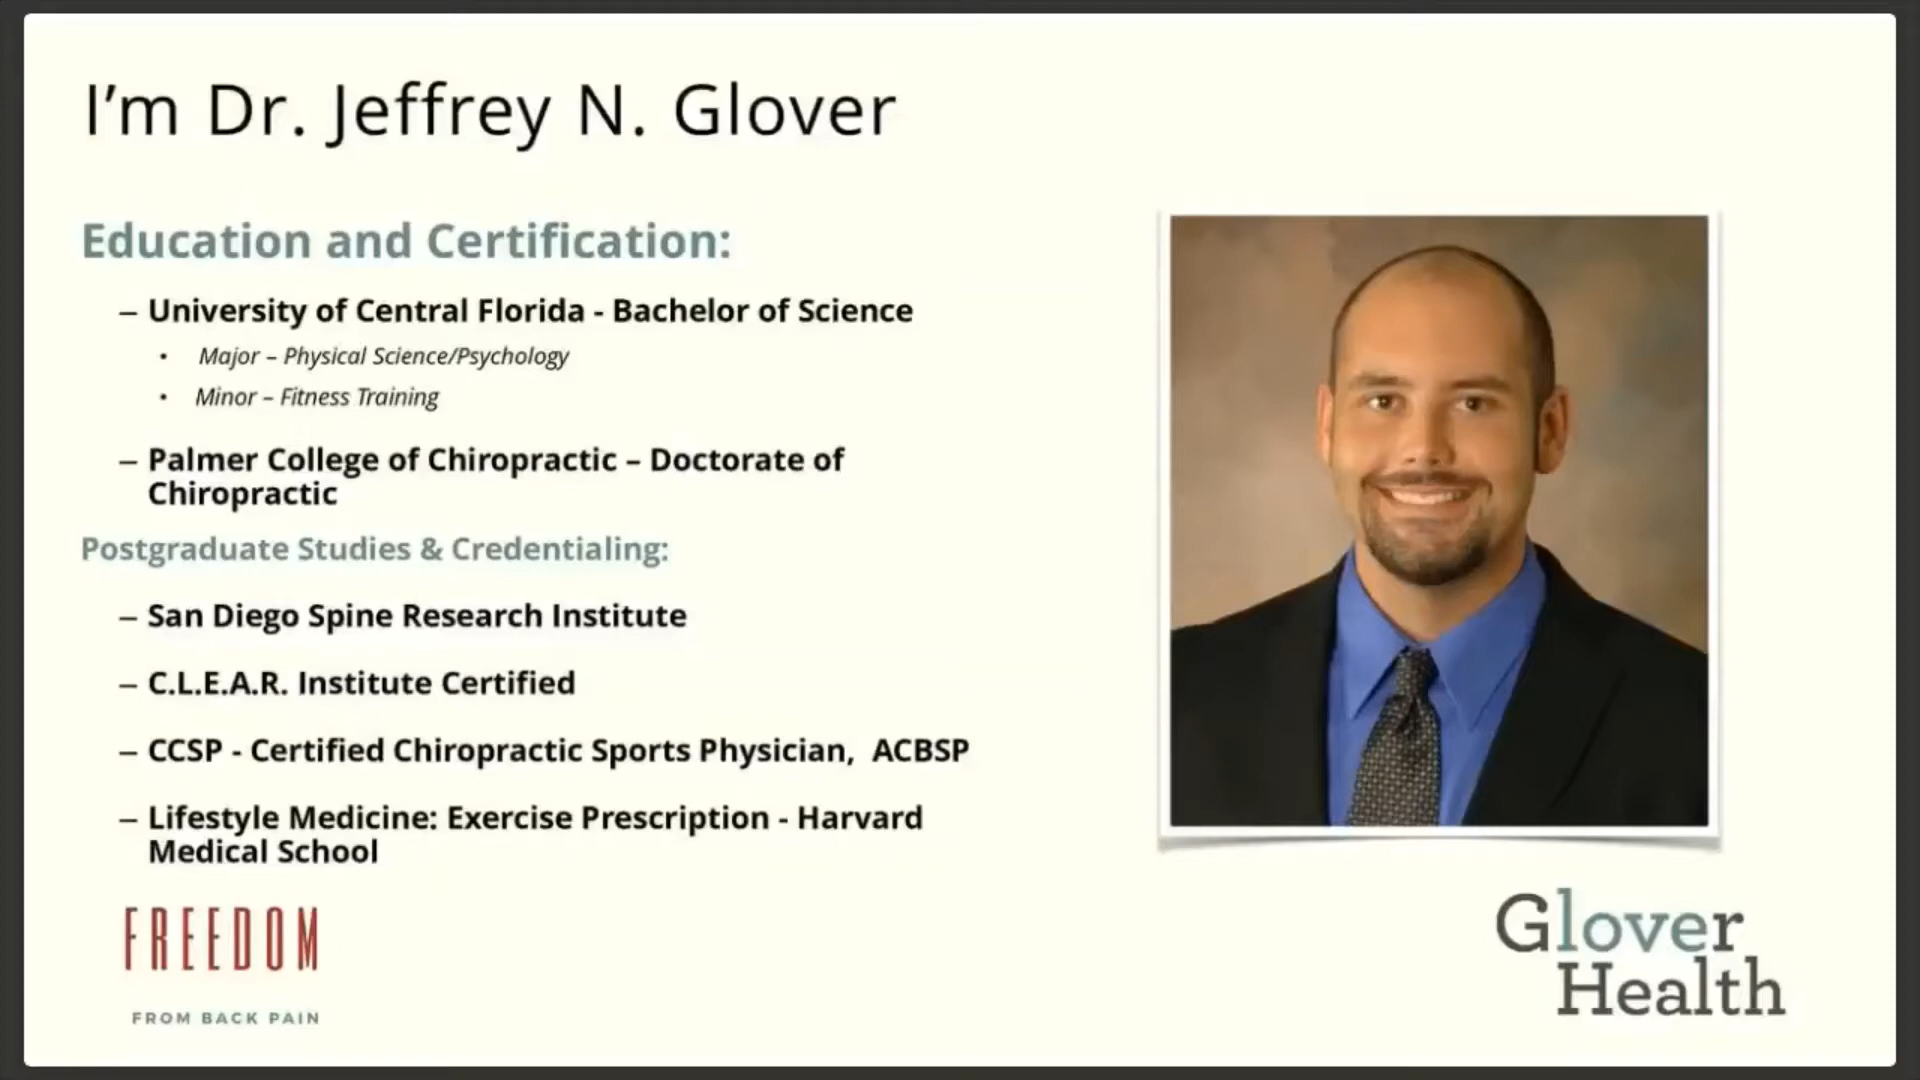 I’m Dr. Jeffrey N. Glover
Education and Certification:
– University of Central Florida - Bachelor of Science
• Major – Physical Science/Psychology
• Minor – Fitness Training
– Palmer College of Chiropractic – Doctorate of
Chiropractic
Postgraduate Studies & Credentialing:
– San Diego Spine Research Institute
– C.L.E.A.R. Institute Certified
– CCSP - Certified Chiropractic Sports Physician, ACBSP
– Lifestyle Medicine: Exercise Prescription - Harvard
Medical School
FREEDOM
FROM BACK PAIN
Glover
Health